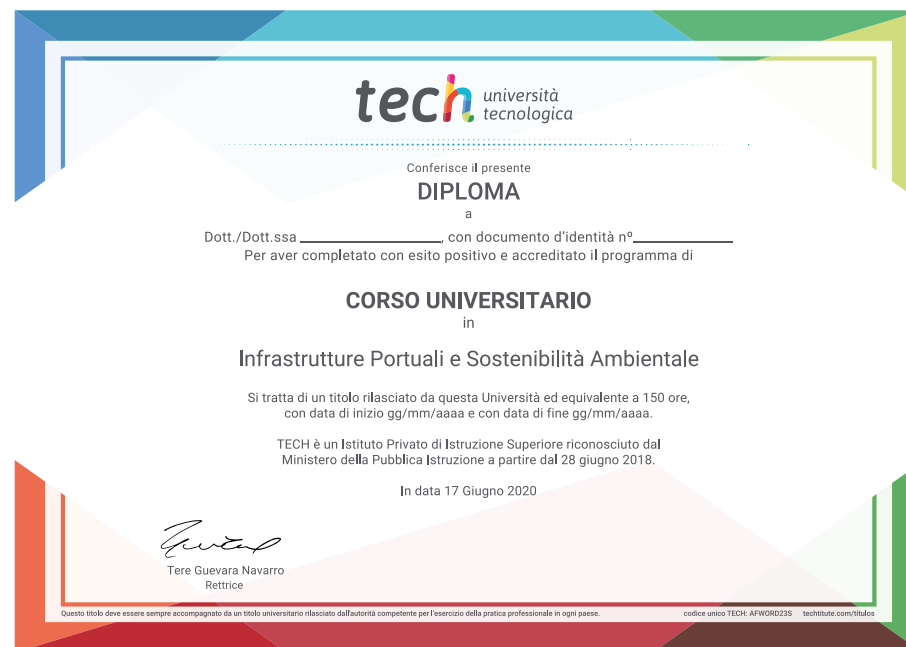 tech università
tecnologica
Conferisce il presente
DIPLOMA
a
Dott./Dott.ssa ____________________, con documento d'identità nº______________
Per aver completato con esito positivo e accreditato il programma di
CORSO UNIVERSITARIO
in
Infrastrutture Portuali e Sostenibilità Ambientale
Si tratta di un titolo rilasciato da questa Università ed equivalente a 150 ore,
con data di inizio gg/mm/aaaa e con data di fine gg/mm/aaaa.
TECH è un Istituto Privato di Istruzione Superiore riconosciuto dal
Ministero della Pubblica Istruzione a partire dal 28 giugno 2018.
In data 17 Giugno 2020
Tere Guevara Navarro
Rettrice
Questo titolo deve essere sempre accompagnato da un titolo universitario rilasciato dall'autorità competente per l'esercizio della pratica professionale in ogni paese. codice unico TECH: AFWORD23S techtitute.com/titulos